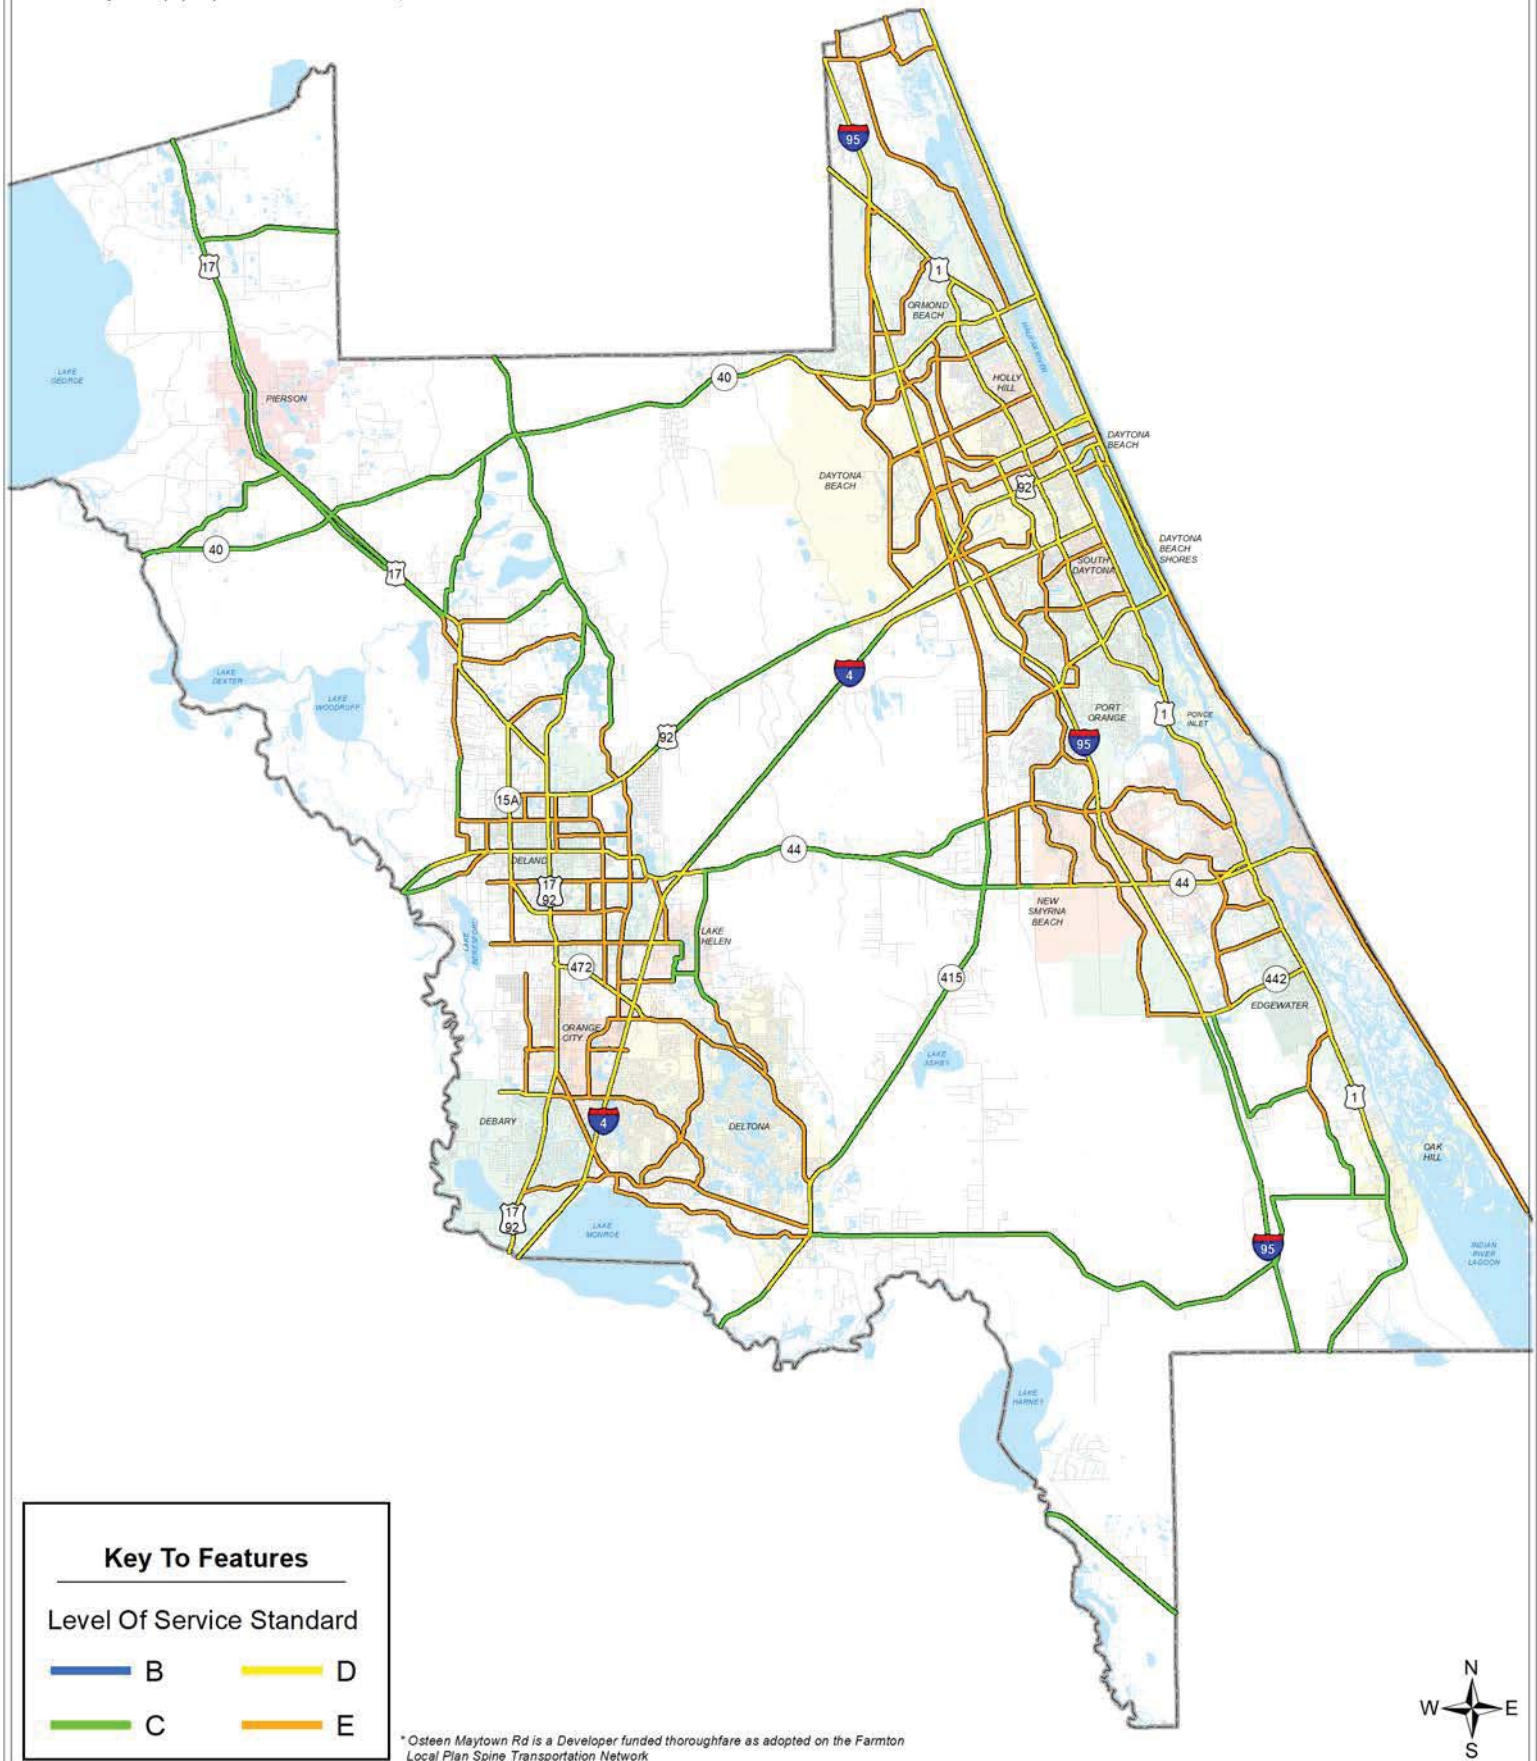 95
17
1
ORMOND
BEACH
HALIFAX RIVER
LAKE
GEORGE
PIERSON
40
HOLLY
HILL
DAYTONA
BEACH
DAYTONA
BEACH
92
40
17
DAYTONA
BEACH
SHORES
SOUTH
DAYTONA
LAKE
DEXTER
LAKE
WOODRUFF
4
92
PORT
ORANGE
1
PONCE
INLET
95
15A
DELAND
44
17
92
44
NEW
SMYRNA
BEACH
LAKE
BERESFORD
LAKE
HELEN
472
415
442
EDGEWATER
ORANGE
CITY
LAKE
ASHBY
DEBARY
4
DELTONA
1
OAK
HILL
17
92
LAKE
MONROE
95
INDIAN
RIVER
LAGOON
LAKE
HARNEY
Key To Features
Level Of Service Standard
B D
C E
* Osteen Maytown Rd is a Developer funded thoroughfare as adopted on the Farmton
Local Plan Spine Transportation Network
N
W E
S